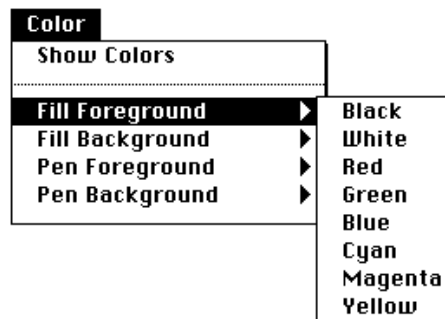 Color
Show Colors
Fill Foreground
Fill Background
Pen Foreground
Pen Background
Black
White
Red
Green
Blue
Cyan
Magenta
Yellow